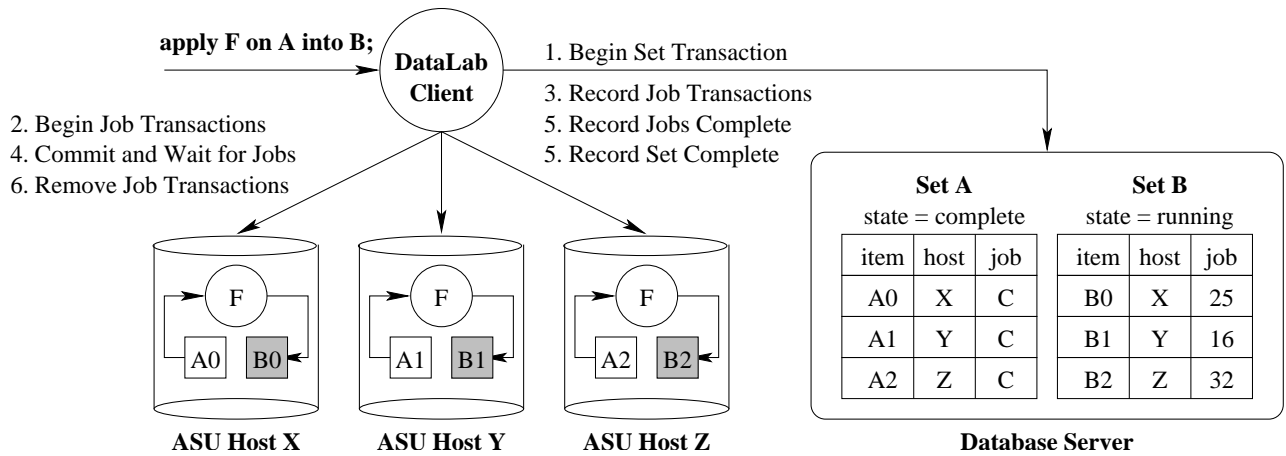 apply F on A into B;
DataLab
Client
1. Begin Set Transaction
3. Record Job Transactions
5. Record Jobs Complete
5. Record Set Complete
2. Begin Job Transactions
4. Commit and Wait for Jobs
6. Remove Job Transactions
F
A0 B0
ASU Host X
F
A1 B1
ASU Host Y
F
A2 B2
ASU Host Z
Set A
state = complete
item host job
A0 X C
A1 Y C
A2 Z C
Set B
state = running
item host job
B0 X 25
B1 Y 16
B2 Z 32
Database Server